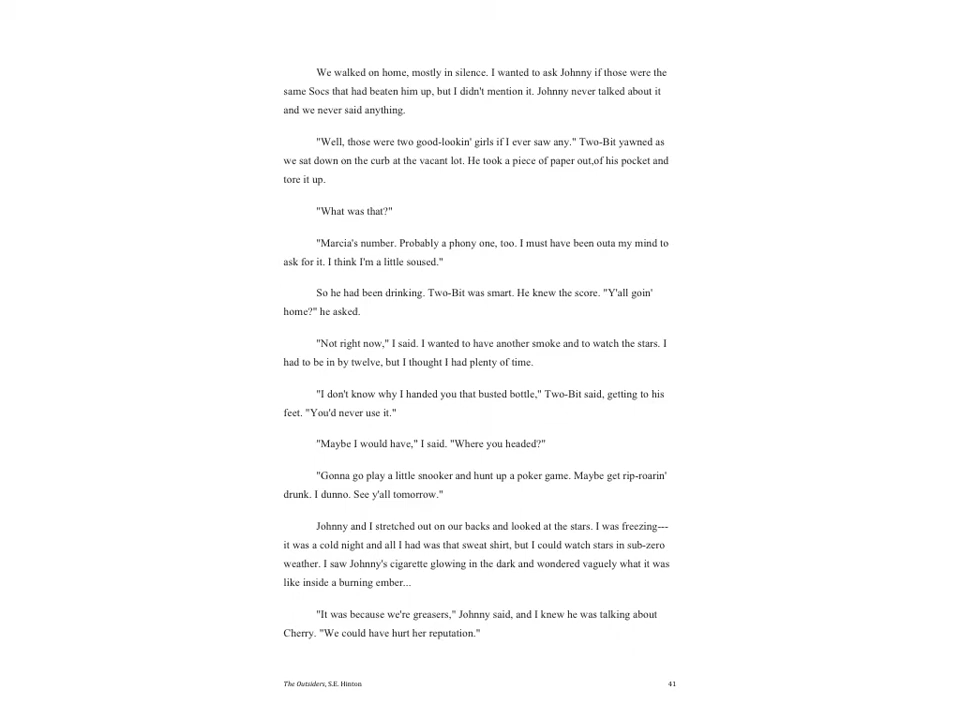 We walked on home, mostly in silence. I wanted to ask Johnny if those were the
same Socs that had beaten him up, but I didn't mention it. Johnny never talked about it
and we never said anything.
"Well, those were two good-lookin' girls if I ever saw any." Two-Bit yawned as
we sat down on the curb at the vacant lot. He took a piece of paper out,of his pocket and
tore it up.
"What was that?"
"Marcia's number. Probably a phony one, too. I must have been outa my mind to
ask for it. I think I'm a little soused."
So he had been drinking. Two-Bit was smart. He knew the score. "Y'all goin'
home?" he asked.
"Not right now," I said. I wanted to have another smoke and to watch the stars. I
had to be in by twelve, but I thought I had plenty of time.
"I don't know why I handed you that busted bottle," Two-Bit said, getting to his
feet. "You'd never use it."
"Maybe I would have," I said. "Where you headed?"
"Gonna go play a little snooker and hunt up a poker game. Maybe get rip-roarin'
drunk. I dunno. See y'all tomorrow."
Johnny and I stretched out on our backs and looked at the stars. I was freezing---
it was a cold night and all I had was that sweat shirt, but I could watch stars in sub-zero
weather. I saw Johnny's cigarette glowing in the dark and wondered vaguely what it was
like inside a burning ember...
"It was because we're greasers," Johnny said, and I knew he was talking about
Cherry. "We could have hurt her reputation."
The Outsiders, S.E. Hinton 41